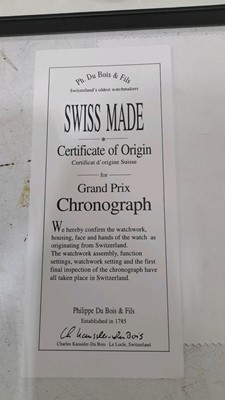 Ph. Du Bois & Fils
Switzerland's oldest watchmakers
SWISS MADE
Certificate of Origin
Certificat d'origine Suisse
for
Grand Prix
Chronograph
We hereby confirm the watchwork,
housing, face and hands of the watch as
originating from Switzerland.
The watchwork assembly, function
settings, watchwork setting and the first
final inspection of the chronograph have
all taken place in Switzerland.
Philippe Du Bois & Fils
Established in 1785
Charles Kaussler-Du Bois - Le Locle, Switzerland